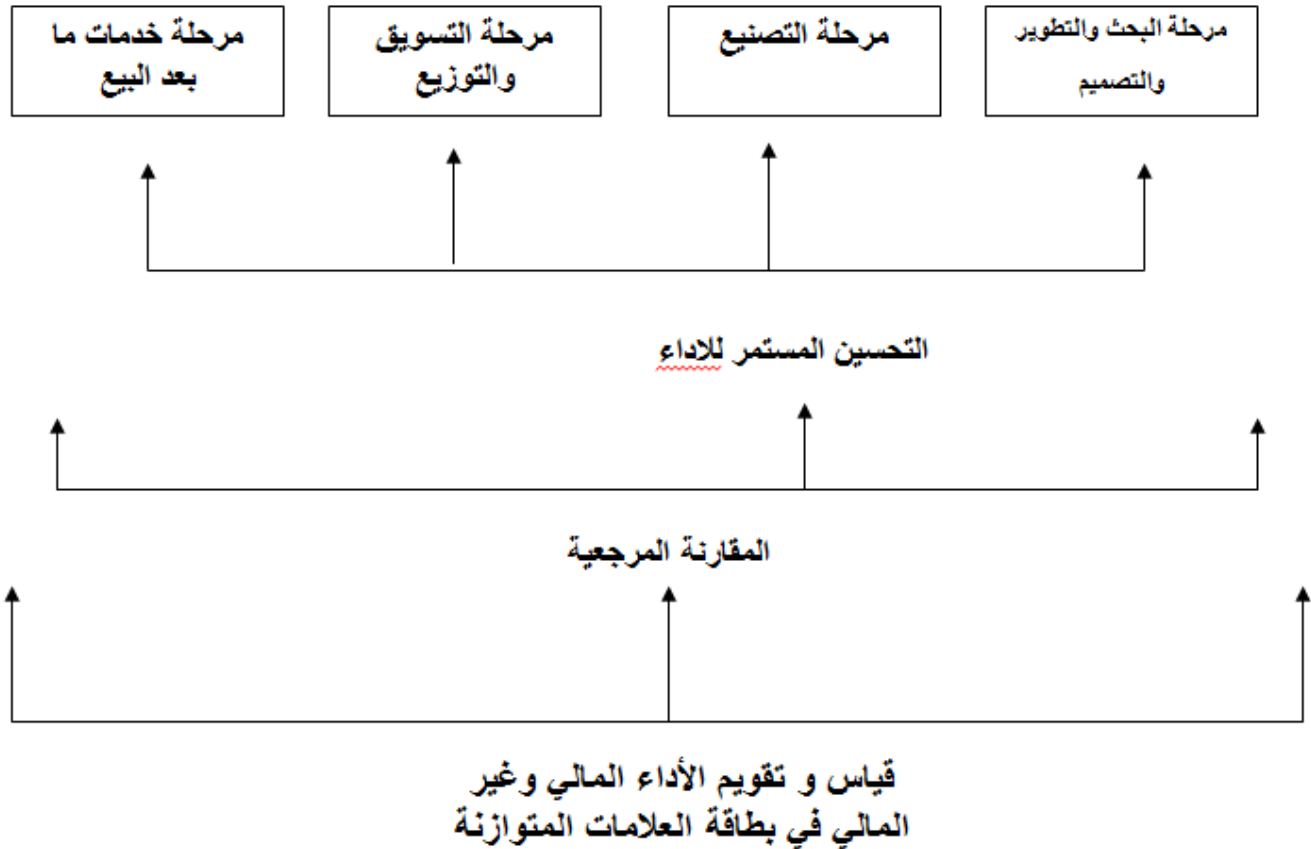 مرحلة البحث والتطوير
والتصميم
مرحلة التصنيع
مرحلة التسويق
والتوزيع
مرحلة خدمات ما
بعد البيع
التحسين المستمر للاداء
المقارنة المرجعية
قياس و تقويم الأداء المالي وغير
المالي في بطاقة العلامات المتوازنة